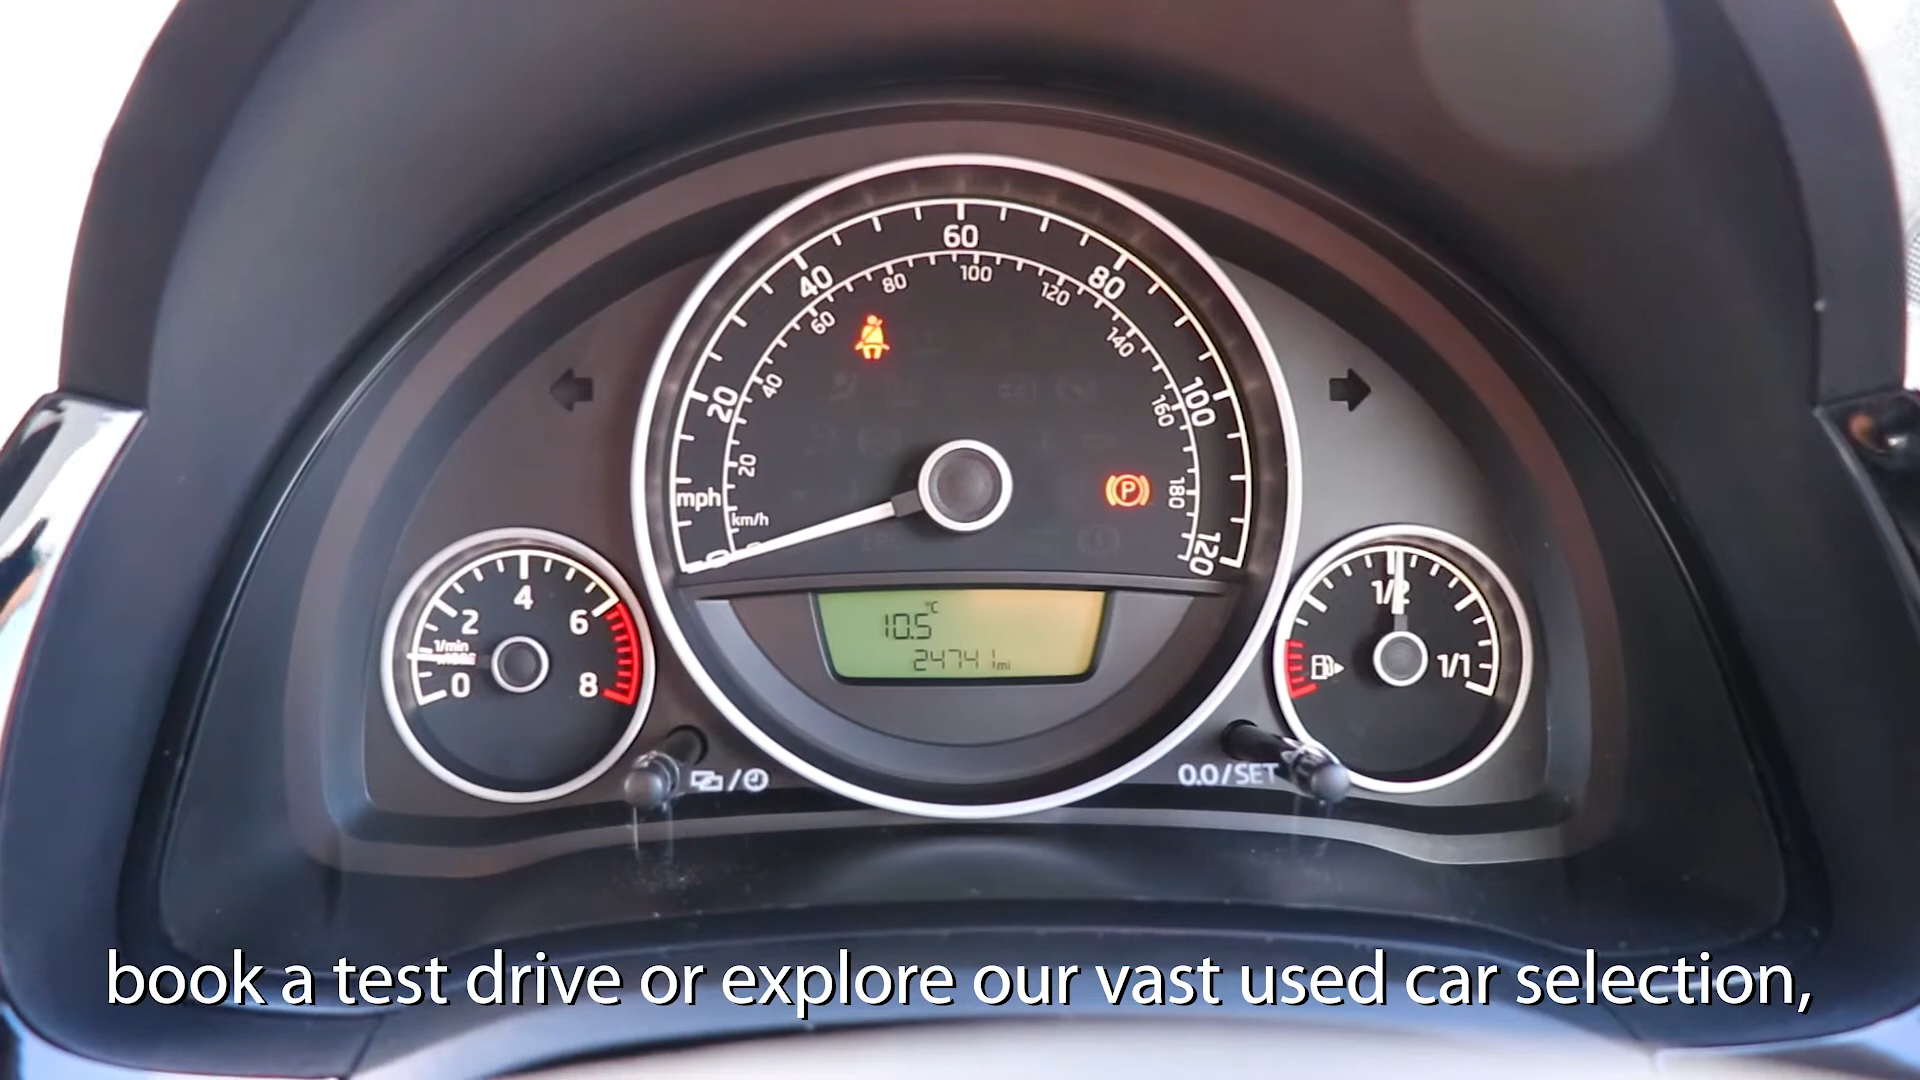 60
40
80
80
100
120
60
140
20
40
100
160
20
mph
180
km/h
0
120
4
2
6
1/min
0
8
10.5°C
24741mi
1/2
1/1
P
0.0/SET
book a test drive or explore our vast used car selection,